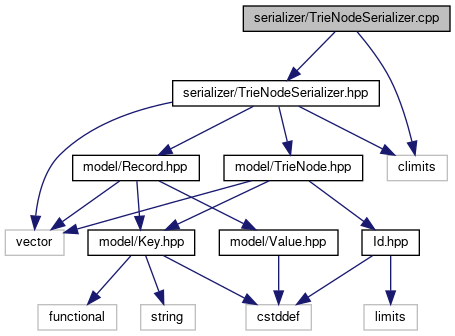 serializer/TrieNodeSerializer.cpp
serializer/TrieNodeSerializer.hpp
model/Record.hpp
model/TrieNode.hpp
climits
vector
model/Key.hpp
model/Value.hpp
Id.hpp
functional
string
cstddef
limits